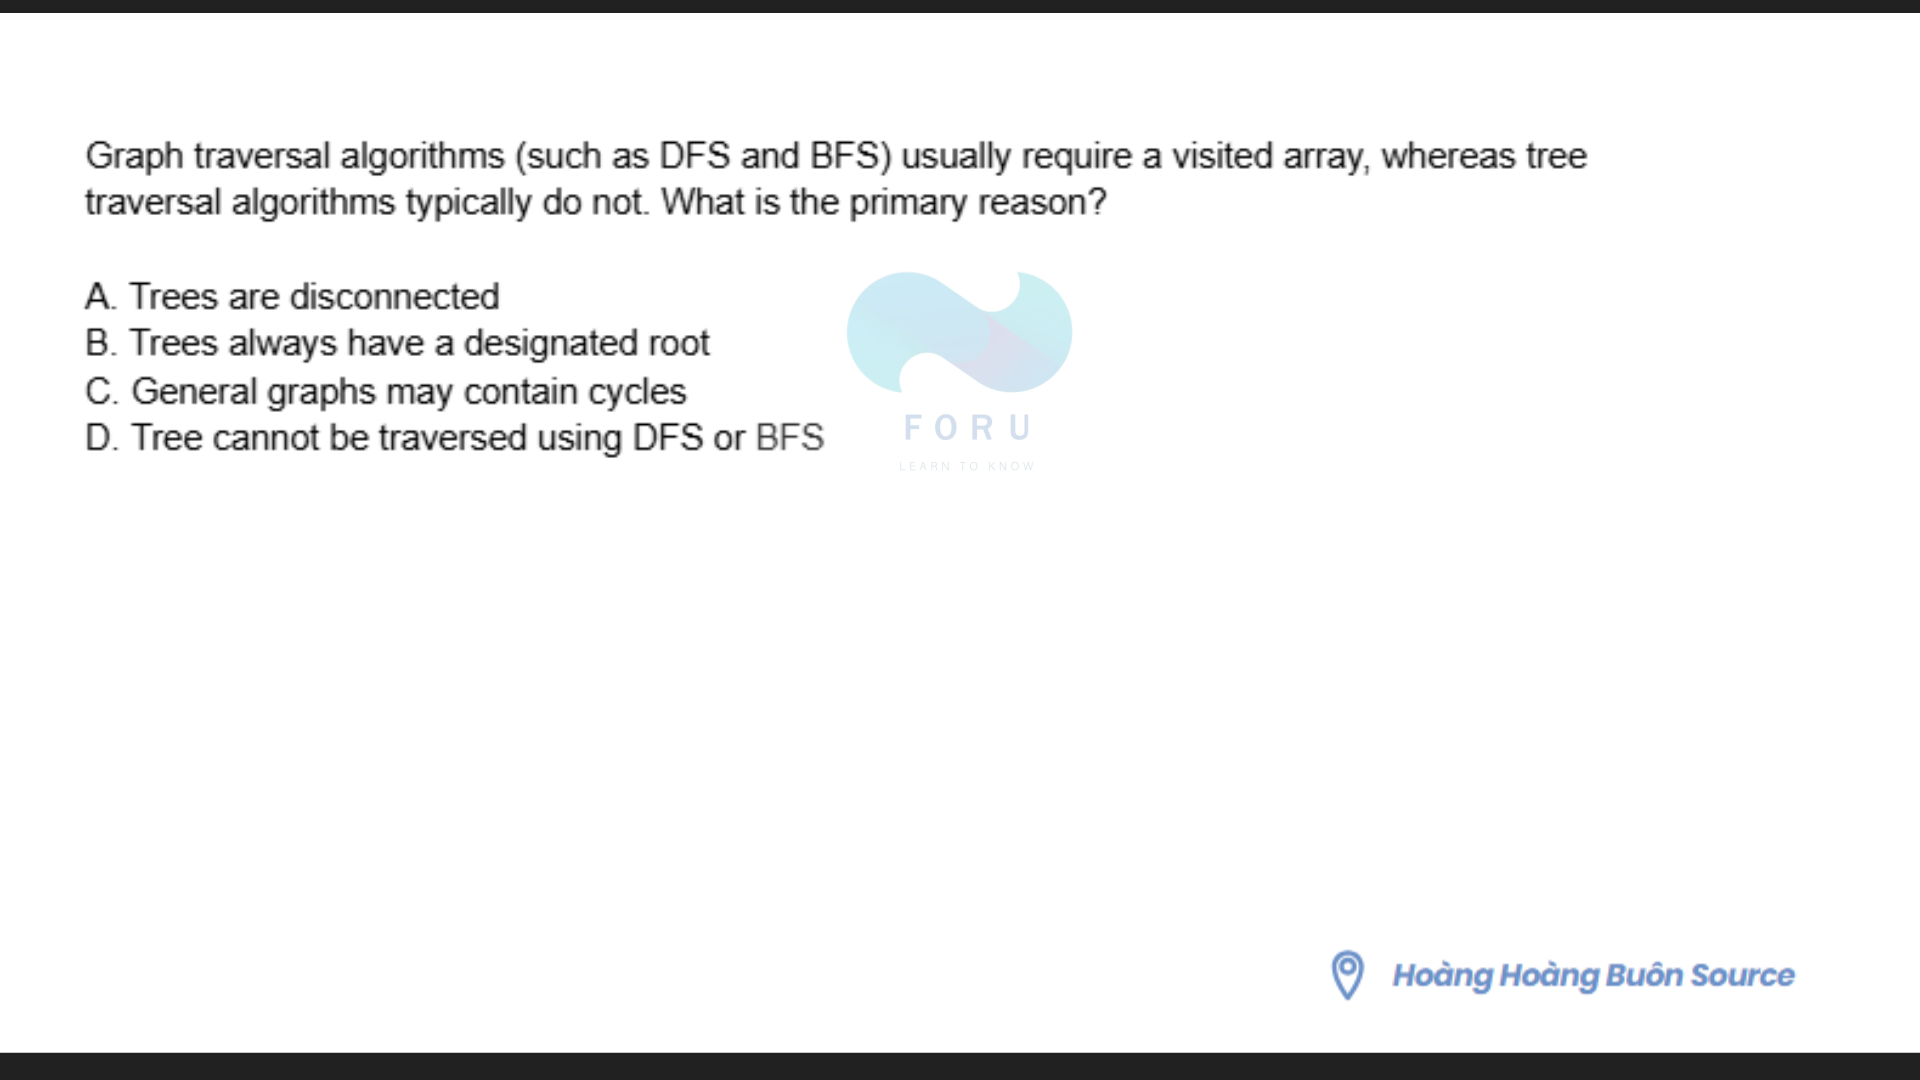 Graph traversal algorithms (such as DFS and BFS) usually require a visited array, whereas tree
traversal algorithms typically do not. What is the primary reason?
A. Trees are disconnected
B. Trees always have a designated root
C. General graphs may contain cycles
D. Tree cannot be traversed using DFS or BFS
FORU
LEARN TO KNOW
Hoàng Hoàng Buôn Source